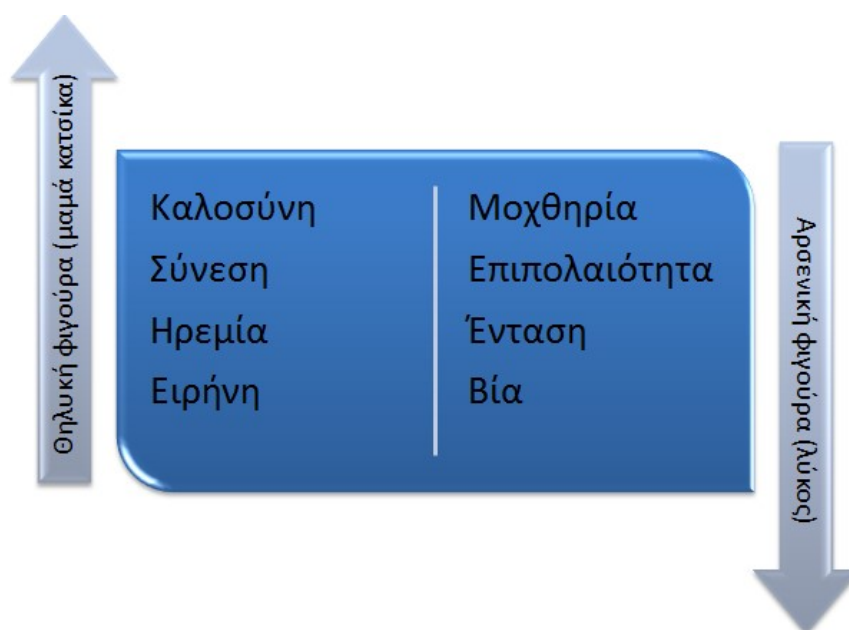 Θηλυκή φιγούρα (μαμά κατσίκα)
Καλοσύνη
Σύνεση
Ηρεμία
Ειρήνη
Μοχθηρία
Επιπολαιότητα
Ένταση
Βία
Αρσενική φιγούρα (λύκος)